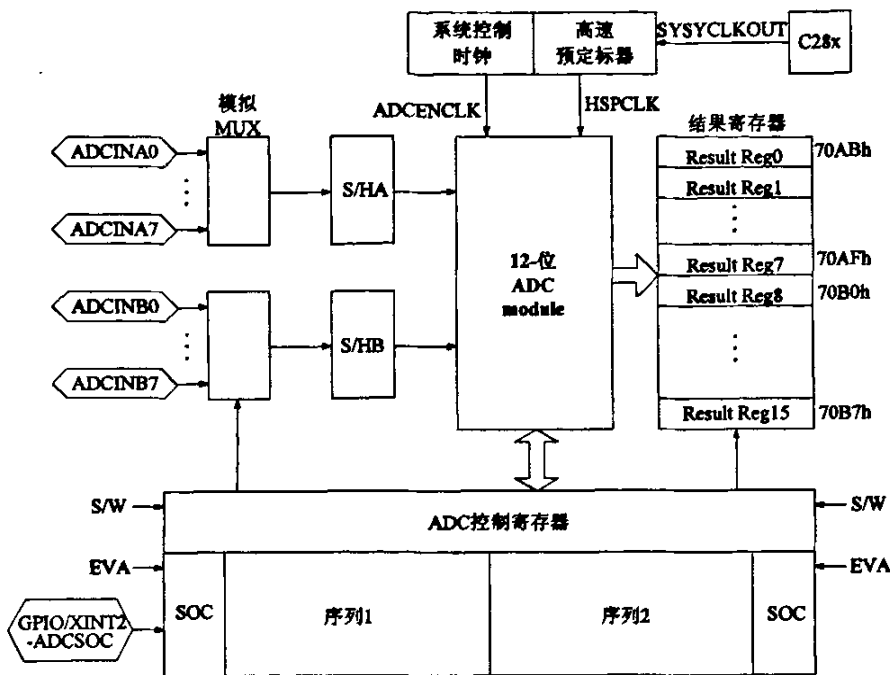 系统控制
时钟
高速
预定标器
SYSYCLKOUT
C28x
ADCENCLK
HSPCLK
模拟
MUX
结果寄存器
ADCINA0
ADCINA7
S/HA
Result Reg0
70ABh
Result Reg1
12-位
ADC
module
Result Reg7
70AFh
Result Reg8
70B0h
ADCINB0
ADCINB7
S/HB
Result Reg15
70B7h
S/W
ADC控制寄存器
S/W
EVA
EVA
GPIO/XINT2
-ADCSOC
SOC
序列1
序列2
SOC